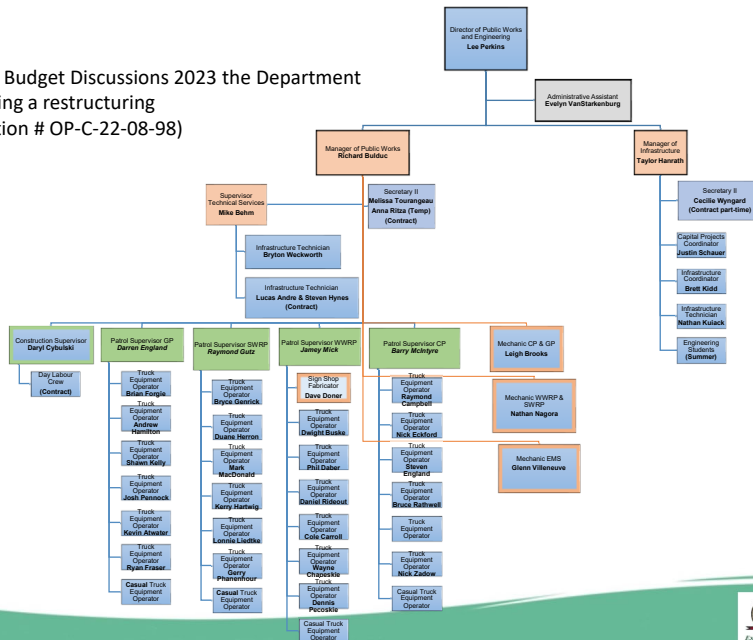 Director of Public Works
and Engineering
Lee Perkins
Budget Discussions 2023 the Department
ing a restructuring
tion # OP-C-22-08-98)
Administrative Assistant
Evelyn VanStarkenburg
Manager of Public Works
Richard Bulduc
Manager of
Infrastructure
Taylor Hanrath
Supervisor
Technical Services
Mike Behm
Secretary II
Melissa Tourangeau
Anna Ritza (Temp)
(Contract)
Secretary II
Cecilie Wyngard
(Contract part-time)
Infrastructure Technician
Bryton Weckworth
Infrastructure Technician
Lucas Andre & Steven Hynes
(Contract)
Capital Projects
Coordinator
Justin Schauer
Infrastructure
Coordinator
Brett Kidd
Infrastructure
Technician
Nathan Kuiack
Engineering
Students
(Summer)
Construction Supervisor
Daryl Cybulski
Day Labour
Crew
(Contract)
Patrol Supervisor GP
Darren England
Truck
Equipment
Operator
Brian Forgie
Truck
Equipment
Operator
Andrew
Hamilton
Truck
Equipment
Operator
Shawn Kelly
Truck
Equipment
Operator
Josh Pennock
Truck
Equipment
Operator
Kevin Atwater
Truck
Equipment
Operator
Ryan Fraser
Casual Truck
Equipment
Operator
Patrol Supervisor SWRP
Raymond Gutz
Truck
Equipment
Operator
Bryce Genrick
Truck
Equipment
Operator
Duane Herron
Truck
Equipment
Operator
Mark
MacDonald
Truck
Equipment
Operator
Kerry Hartwig
Truck
Equipment
Operator
Lonnie Liedtke
Truck
Equipment
Operator
Gerry
Phanenhour
Casual Truck
Equipment
Operator
Patrol Supervisor WWRP
Jamey Mick
Sign Shop
Fabricator
Dave Doner
Truck
Equipment
Operator
Dwight Buske
Truck
Equipment
Operator
Phil Daber
Truck
Equipment
Operator
Daniel Rideout
Truck
Equipment
Operator
Cole Carroll
Truck
Equipment
Operator
Wayne
Chapeskie
Truck
Equipment
Operator
Dennis
Pecoskie
Casual Truck
Equipment
Operator
Patrol Supervisor CP
Barry McIntyre
Truck
Equipment
Operator
Raymond
Campbell
Truck
Equipment
Operator
Nick Eckford
Truck
Equipment
Operator
Steven
England
Truck
Equipment
Operator
Bruce Rathwell
Truck
Equipment
Operator
Truck
Equipment
Operator
Nick Zadow
Casual Truck
Equipment
Operator
Mechanic CP & GP
Leigh Brooks
Mechanic WWRP &
SWRP
Nathan Nagora
Mechanic EMS
Glenn Villeneuve